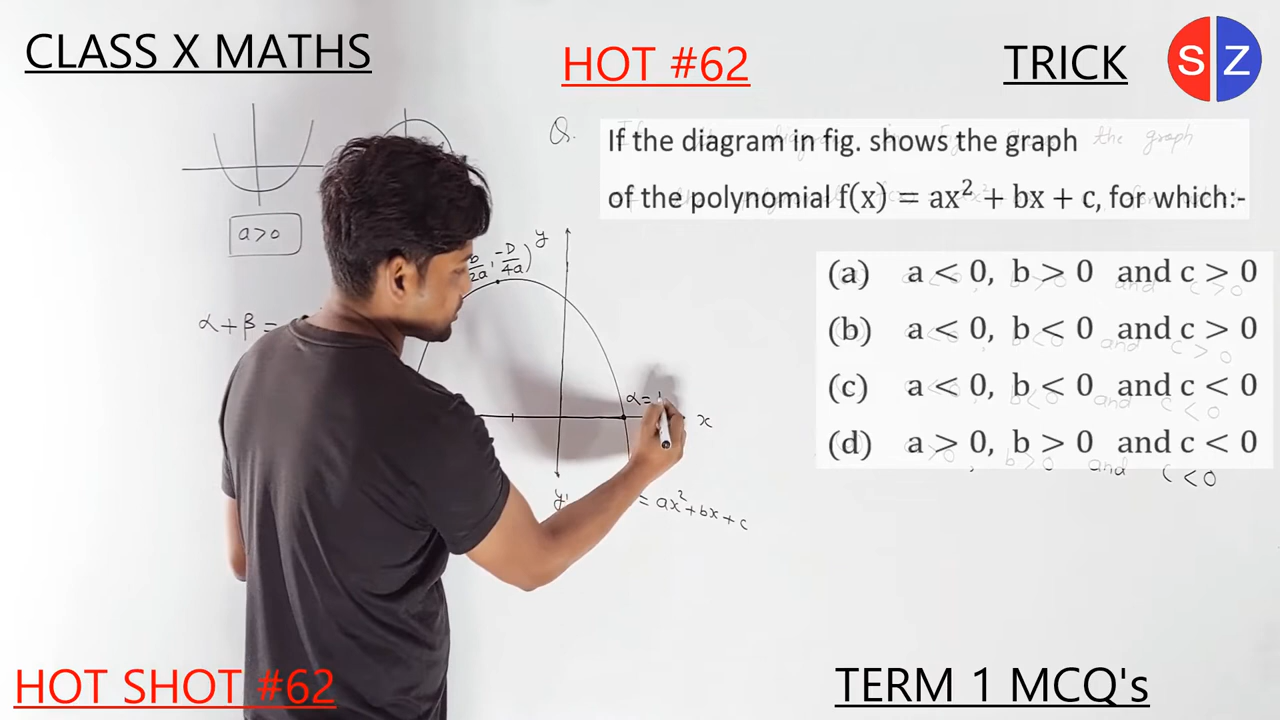 CLASS X MATHS
HOT #62
TRICK
S Z
Q.
If the diagram in fig. shows the graph
of the polynomial f(x) = ax² + bx + c, for which:-
(a) a < 0, b > 0 and c > 0
(b) a < 0, b < 0 and c > 0
(c) a < 0, b < 0 and c < 0
(d) a > 0, b > 0 and c < 0
a>0
α+β=
b/2a, -D/4a)
y
α=
x
y'
= ax²+bx+c
HOT SHOT #62
TERM 1 MCQ's